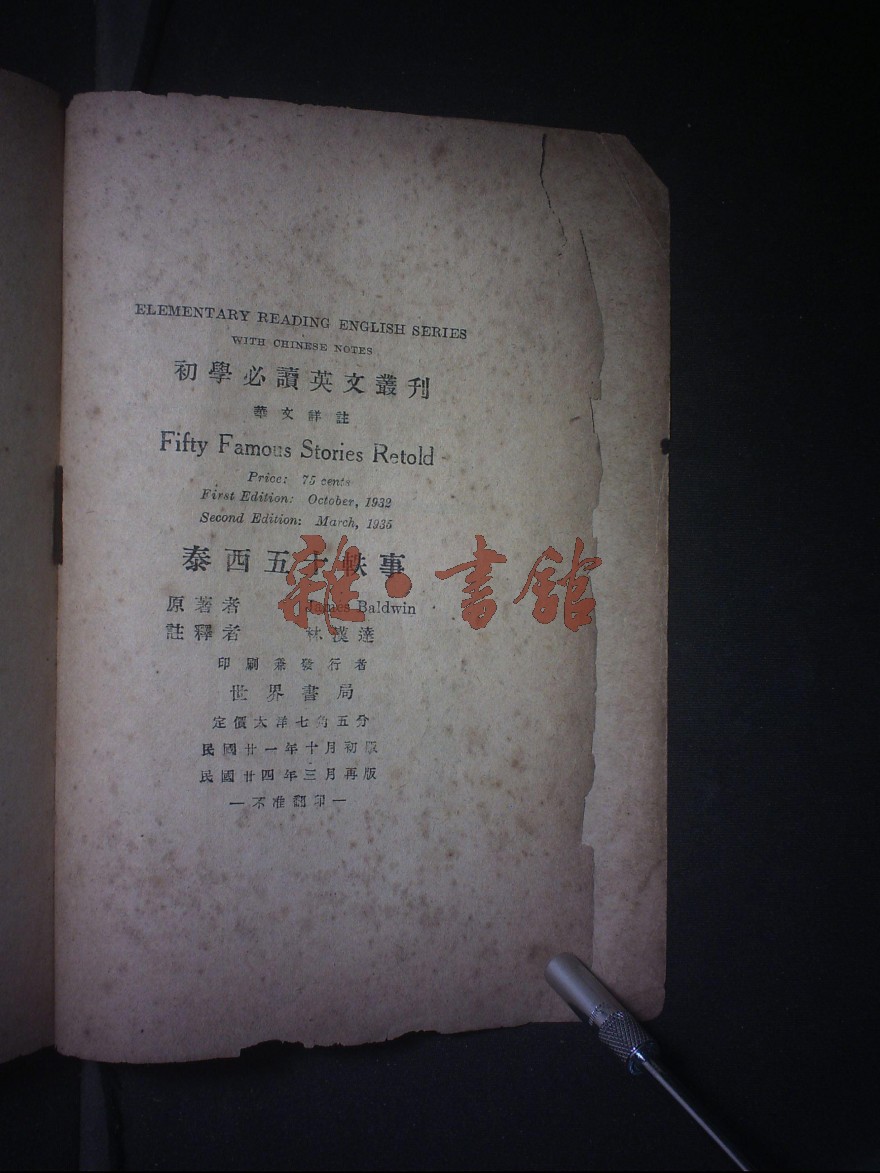 ELEMENTARY READING ENGLISH SERIES
WITH CHINESE NOTES
初學必讀英文叢刊
華文詳註
Fifty Famous Stories Retold
Price: 75 cents
First Edition: October, 1932
Second Edition: March, 1935
泰西五十軼事
雜·書館
原著者 James Baldwin
註釋者 林漢達
印刷兼發行者
世界書局
定價大洋七角五分
民國廿一年十月初版
民國廿四年三月再版
—不准翻印—